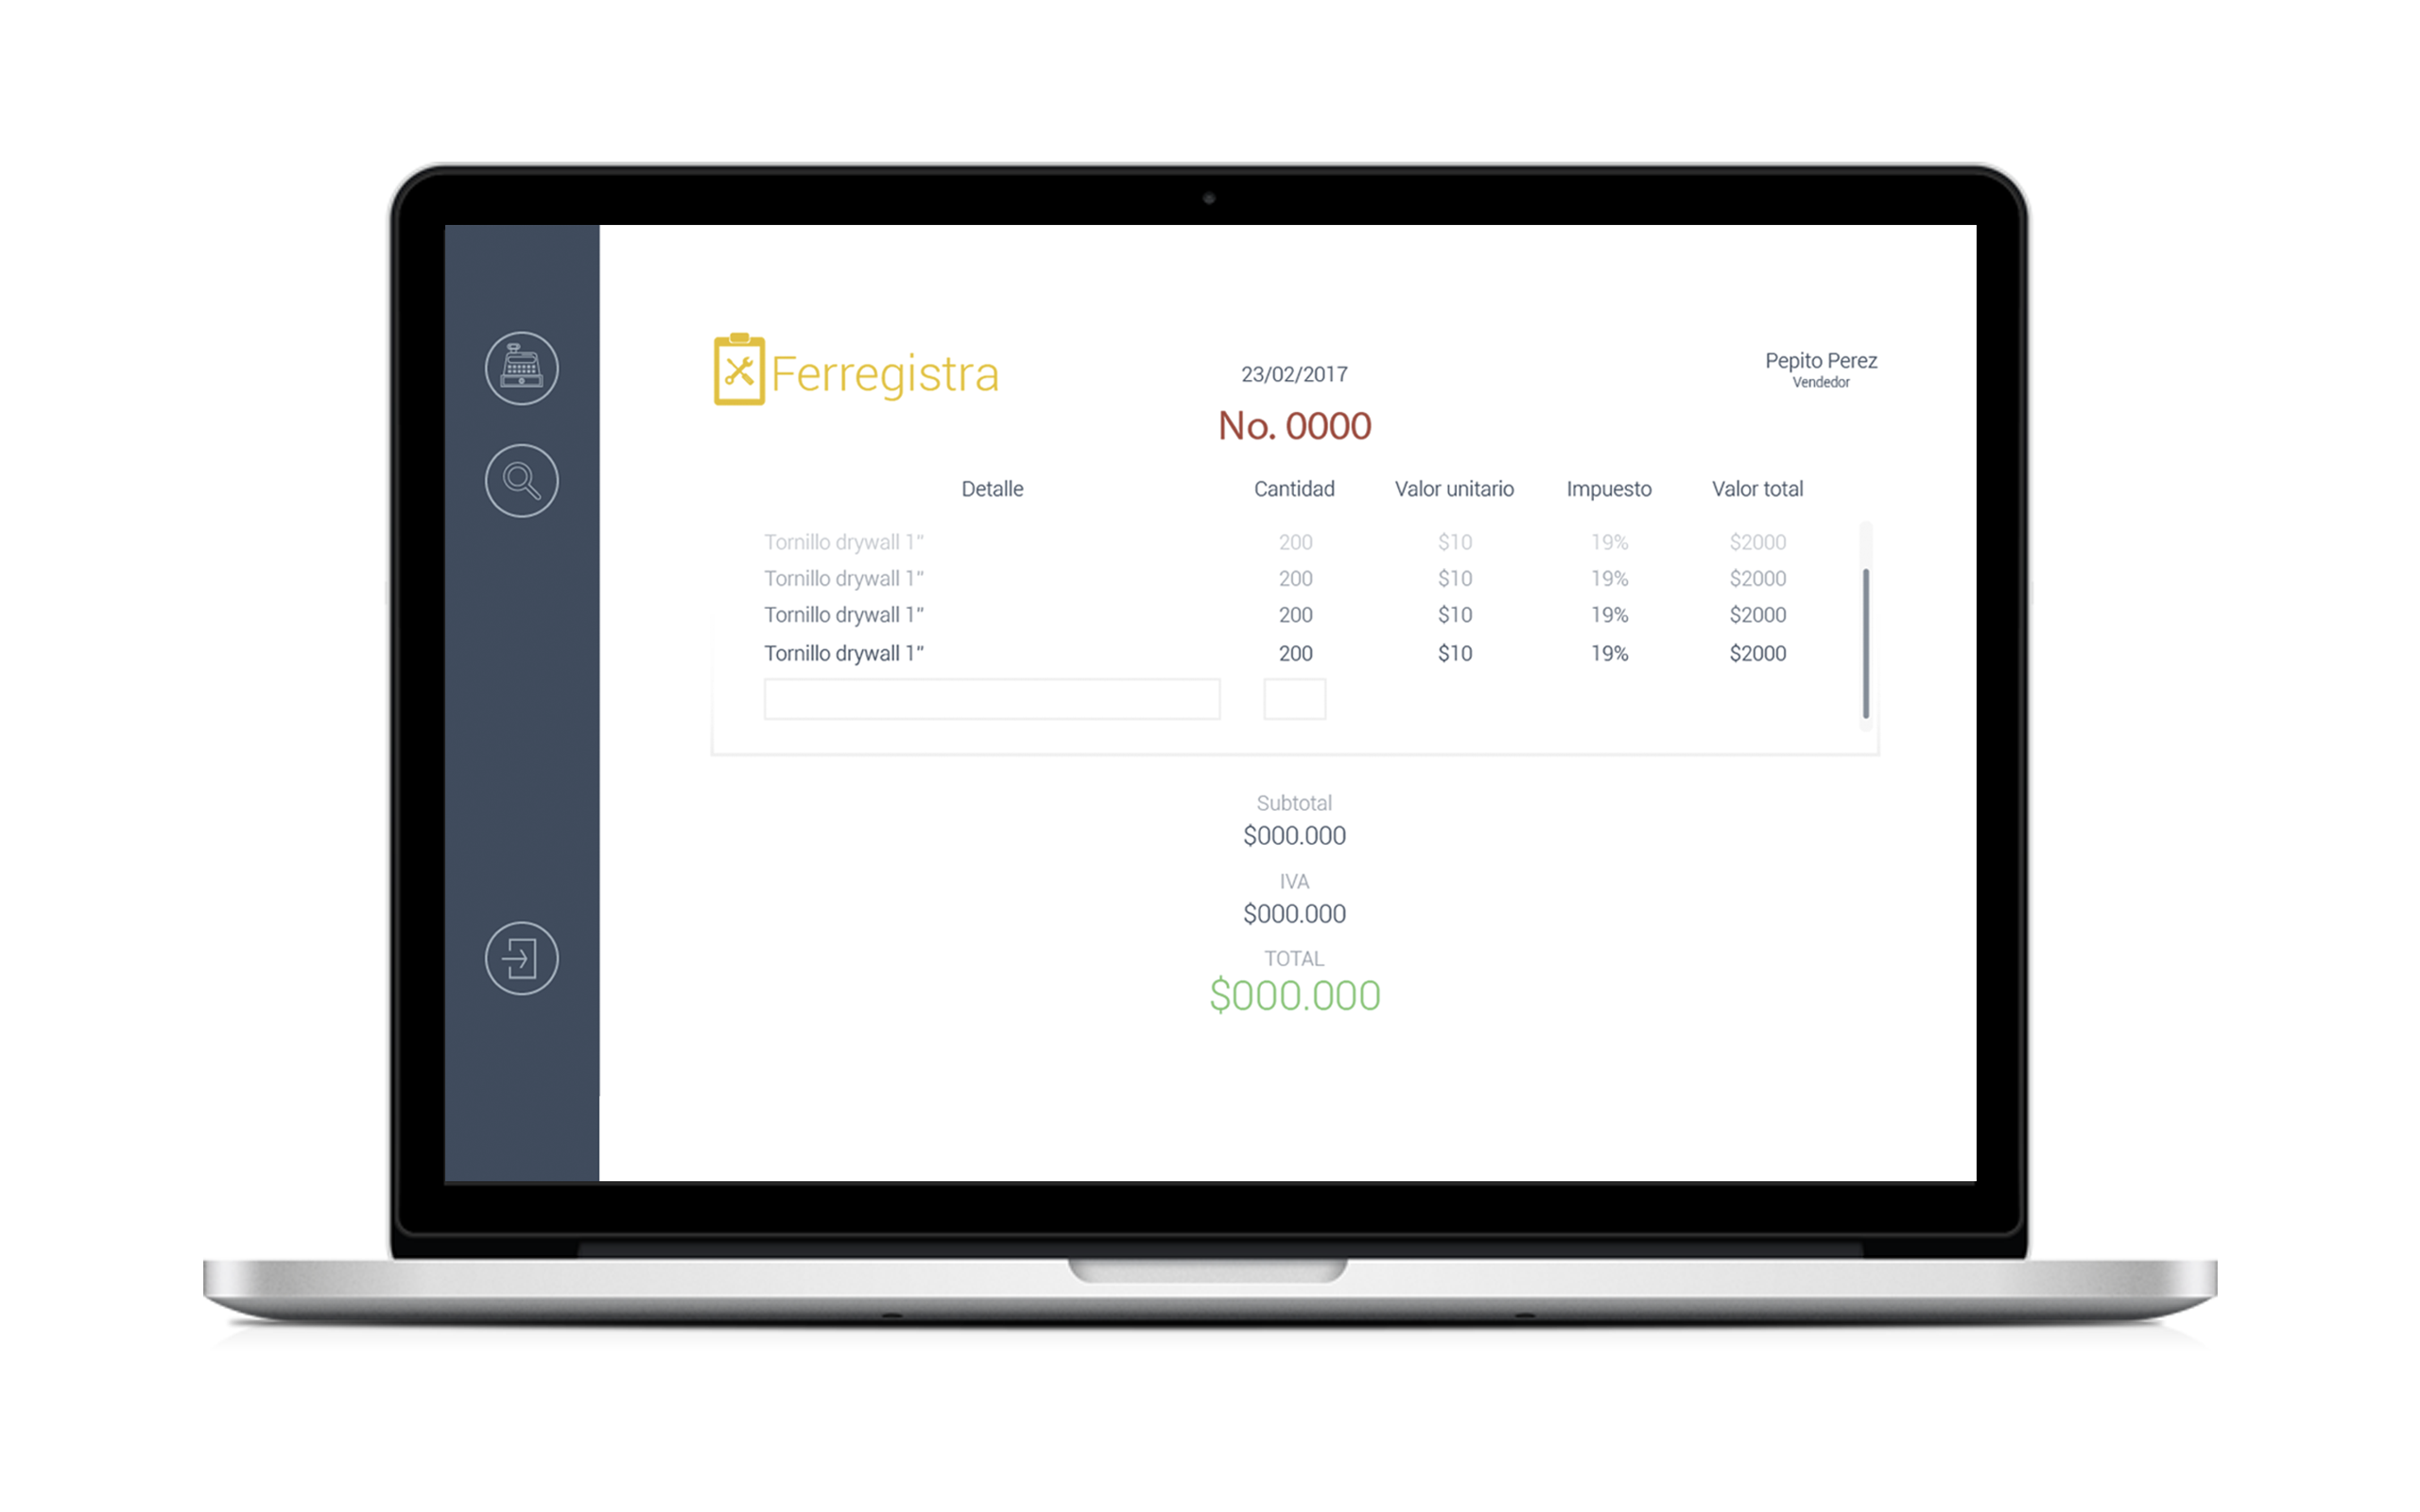 Ferregistra
23/02/2017
No. 0000
Pepito Perez
Vendedor
Detalle Cantidad Valor unitario Impuesto Valor total
Tornillo drywall 1" 200 $10 19% $2000
Tornillo drywall 1" 200 $10 19% $2000
Tornillo drywall 1" 200 $10 19% $2000
Tornillo drywall 1" 200 $10 19% $2000
Subtotal
$000.000
IVA
$000.000
TOTAL
$000.000